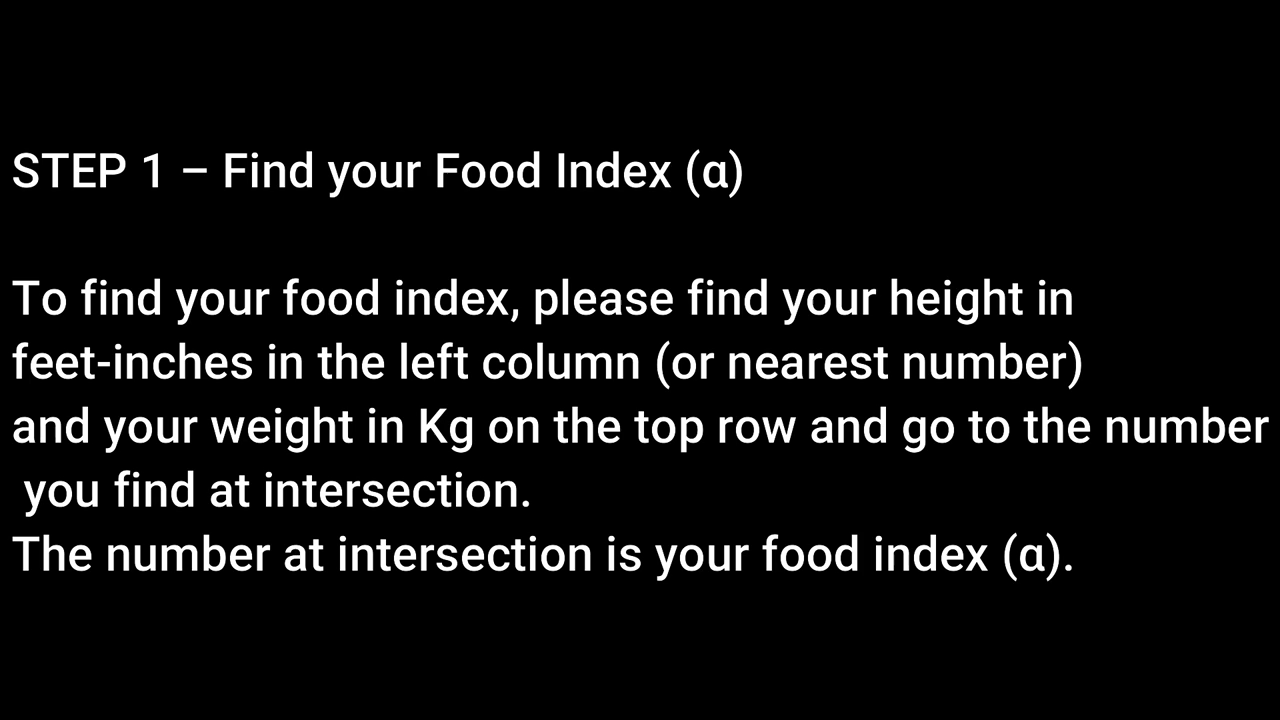 STEP 1 – Find your Food Index (α)
To find your food index, please find your height in
feet-inches in the left column (or nearest number)
and your weight in Kg on the top row and go to the number
you find at intersection.
The number at intersection is your food index (α).